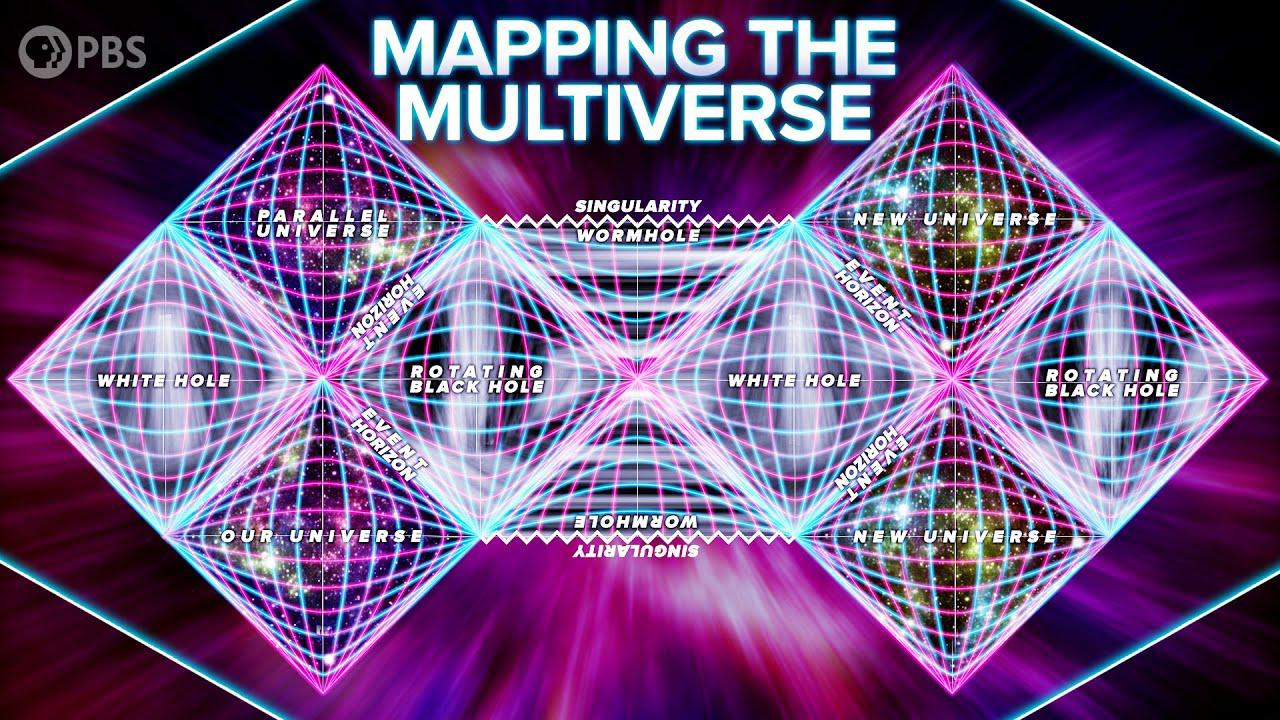 PBS
MAPPING THE
MULTIVERSE
SINGULARITY
WORMHOLE
PARALLEL
UNIVERSE
NEW UNIVERSE
EVENT
HORIZON
EVENT
HORIZON
WHITE HOLE
ROTATING
BLACK HOLE
WHITE HOLE
ROTATING
BLACK HOLE
EVENT
HORIZON
EVENT
HORIZON
OUR UNIVERSE
WORMHOLE
SINGULARITY
NEW UNIVERSE